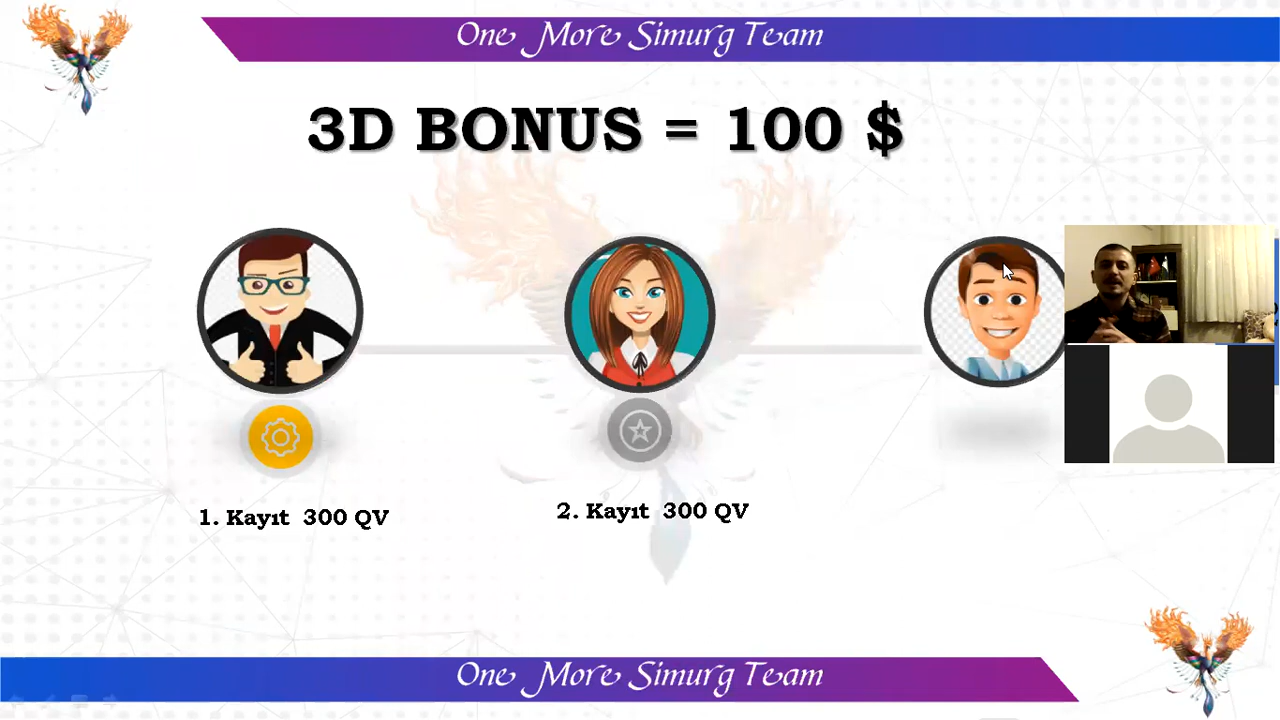 One More Simurg Team
3D BONUS = 100 $
1. Kayıt 300 QV
2. Kayıt 300 QV
One More Simurg Team